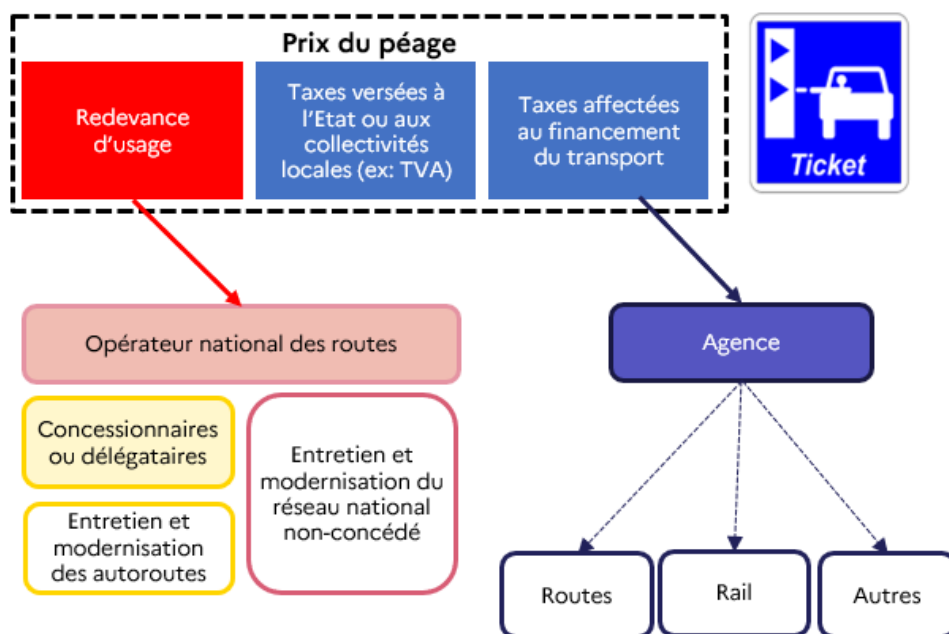 Prix du péage
Redevance
d'usage
Taxes versées à
l'Etat ou aux
collectivités
locales (ex: TVA)
Taxes affectées
au financement
du transport
Ticket
Opérateur national des routes
Agence
Concessionnaires
ou délégataires
Entretien et
modernisation
des autoroutes
Entretien et
modernisation du
réseau national
non-concédé
Routes
Rail
Autres